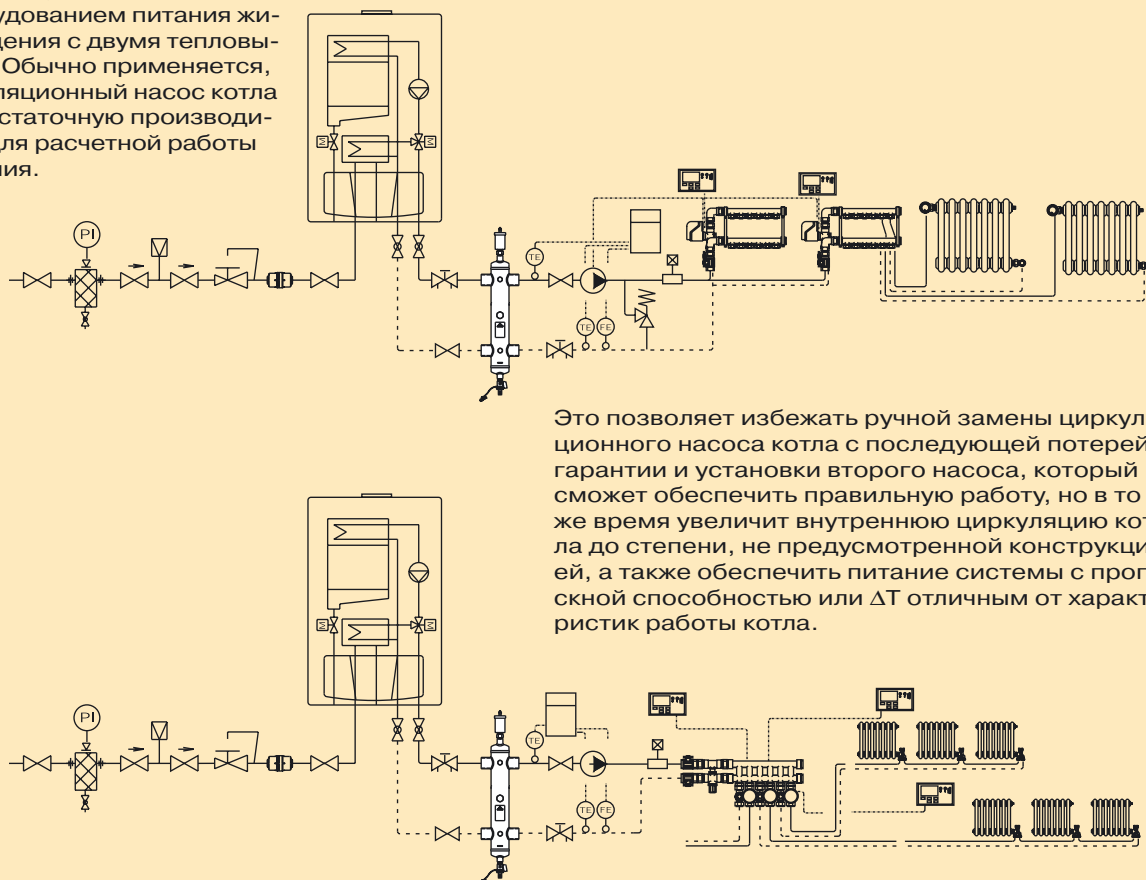 удованием питания жи-
дения с двумя тепловы-
Обычно применяется,
ляционный насос котла
статочную производи-
для расчетной работы
ния.
PI
M
M
TE
TE
FE
Это позволяет избежать ручной замены циркул
ционного насоса котла с последующей потерей
гарантии и установки второго насоса, который
сможет обеспечить правильную работу, но в то
же время увеличит внутреннюю циркуляцию кот
ла до степени, не предусмотренной конструкци
ей, а также обеспечить питание системы с проп
скной способностью или ΔT отличным от характ
ристик работы котла.
PI
M
M
TE
TE
FE